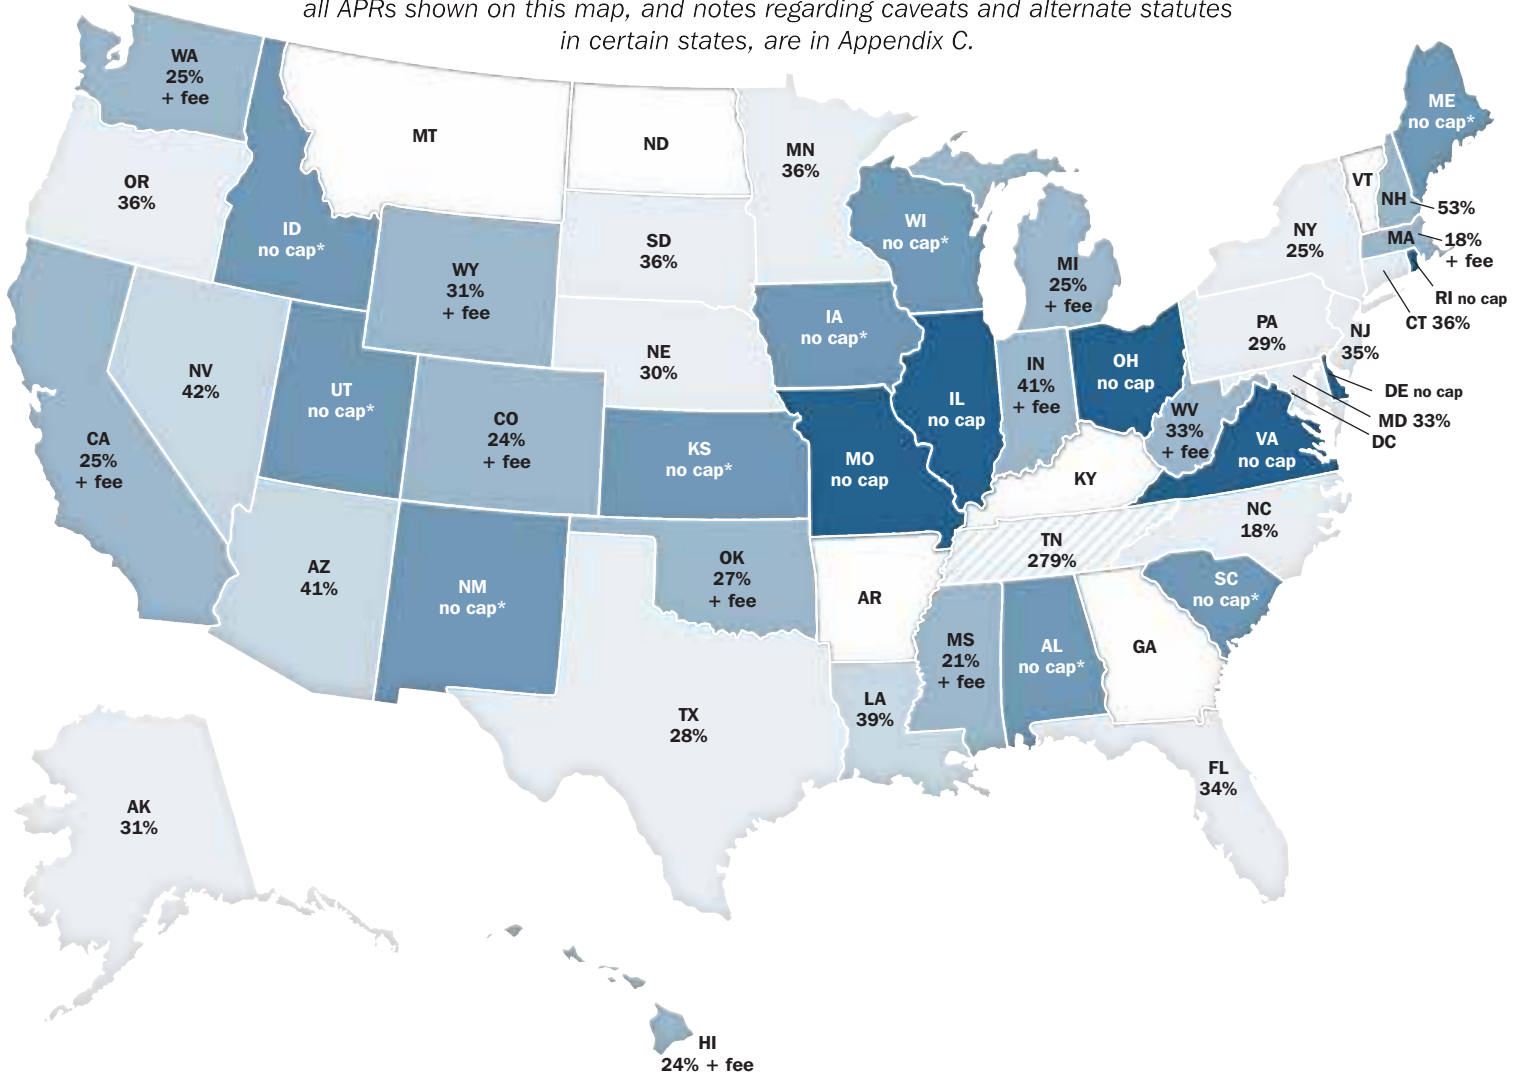 all APRs shown on this map, and notes regarding caveats and alternate statutes
in certain states, are in Appendix C.
WA
25%
+ fee
OR
36%
ID
no cap*
MT
ND
MN
36%
SD
36%
WY
31%
+ fee
WI
no cap*
MI
25%
+ fee
ME
no cap*
VT
NH
53%
NY
25%
MA
18%
+ fee
RI no cap
CT 36%
PA
29%
NJ
35%
DE no cap
MD 33%
DC
NV
42%
UT
no cap*
CO
24%
+ fee
NE
30%
IA
no cap*
IL
no cap
IN
41%
+ fee
OH
no cap
WV
33%
+ fee
VA
no cap
CA
25%
+ fee
KS
no cap*
MO
no cap
KY
NC
18%
TN
279%
AZ
41%
NM
no cap*
OK
27%
+ fee
AR
SC
no cap*
MS
21%
+ fee
AL
no cap*
GA
LA
39%
TX
28%
FL
34%
AK
31%
HI
24% + fee